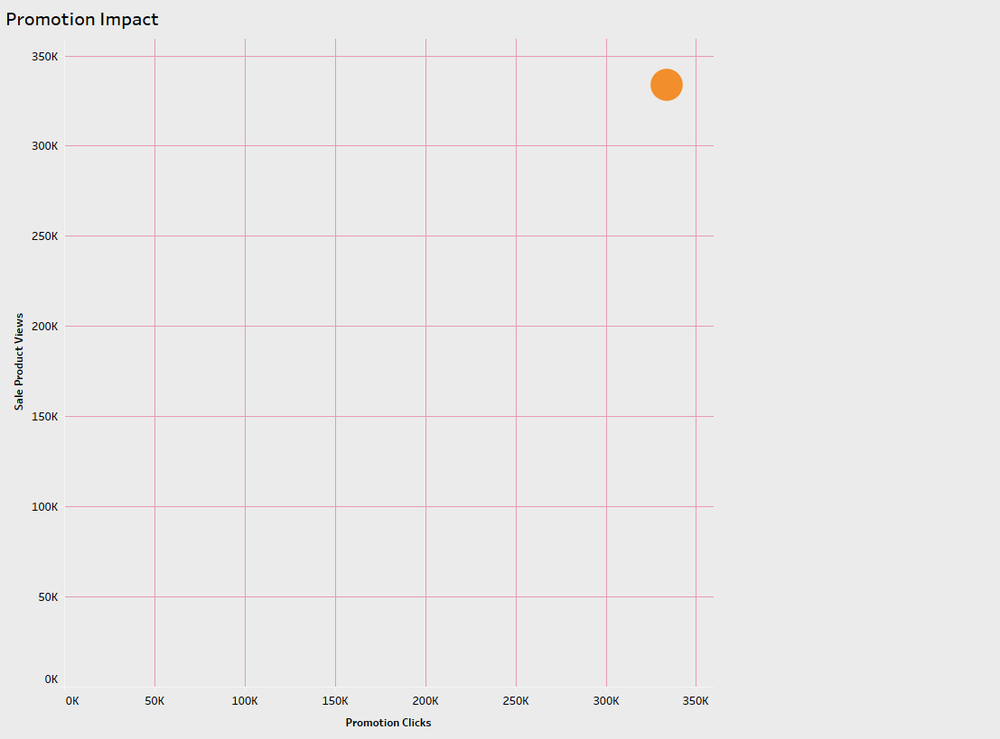 Promotion Impact
350K
300K
250K
200K
150K
100K
50K
0K
Sale Product Views
0K 50K 100K 150K 200K 250K 300K 350K
Promotion Clicks